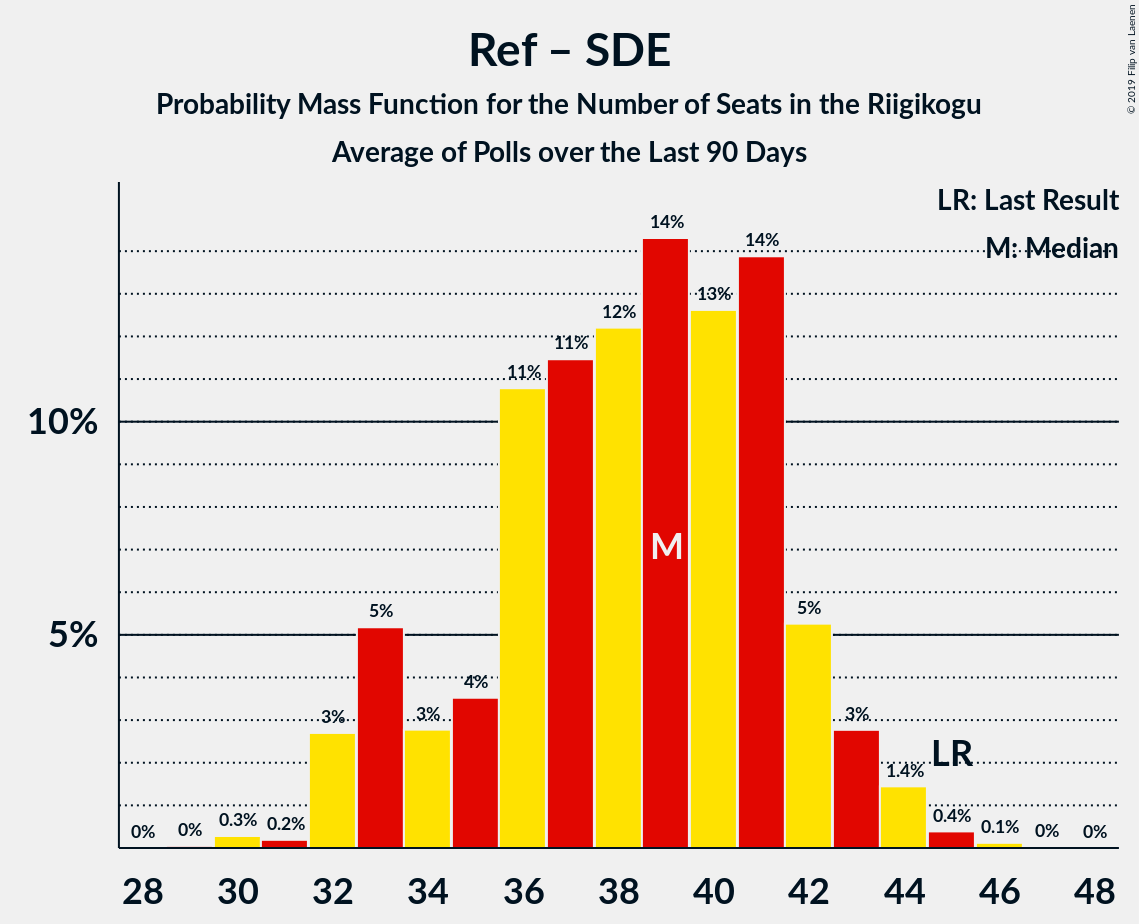 Ref – SDE
Probability Mass Function for the Number of Seats in the Riigikogu
Average of Polls over the Last 90 Days
© 2019 Filip van Laenen
LR: Last Result
M: Median
10%
5%
0%
0%
0.3%
0.2%
3%
5%
3%
4%
11%
11%
12%
14%
13%
14%
5%
3%
1.4%
0.4%
0.1%
0%
0%
M
LR
28 30 32 34 36 38 40 42 44 46 48